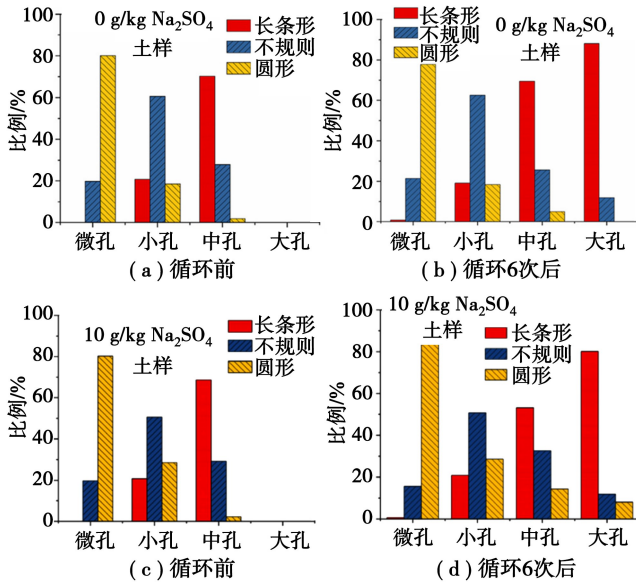 0 g/kg Na₂SO₄
土样
长条形
不规则
圆形
比例/%
100
80
60
40
20
0
微孔 小孔 中孔 大孔
(a)循环前
长条形
不规则
圆形
0 g/kg Na₂SO₄
土样
比例/%
100
80
60
40
20
0
微孔 小孔 中孔 大孔
(b)循环6次后
10 g/kg Na₂SO₄
土样
长条形
不规则
圆形
比例/%
100
80
60
40
20
0
微孔 小孔 中孔 大孔
(c)循环前
10 g/kg Na₂SO₄
土样
长条形
不规则
圆形
比例/%
100
80
60
40
20
0
微孔 小孔 中孔 大孔
(d)循环6次后